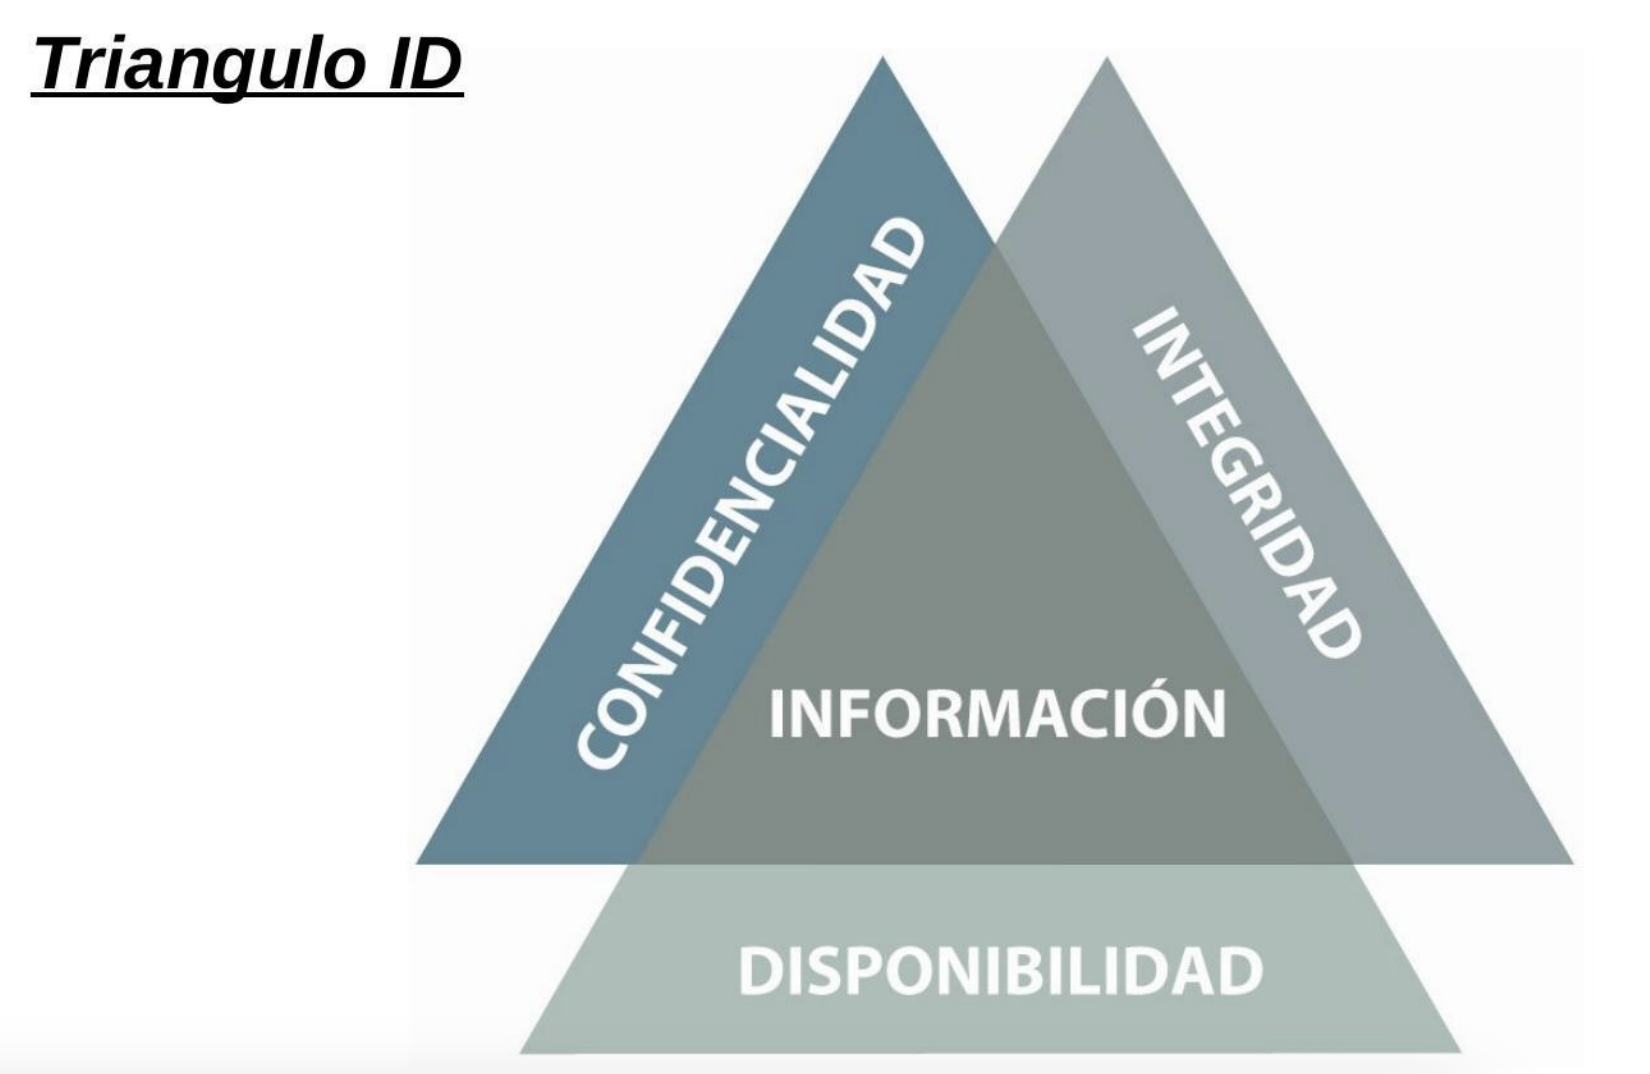 Triangulo ID
CONFIDENCIALIDAD
INTEGRIDAD
INFORMACIÓN
DISPONIBILIDAD